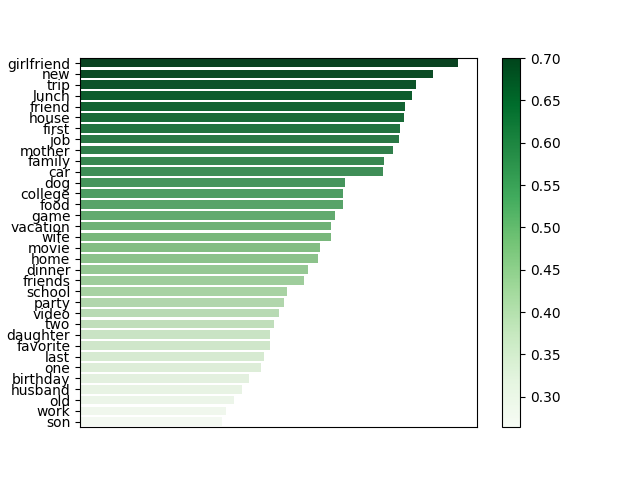 girlfriend
new
trip
lunch
friend
house
first
job
mother
family
car
dog
college
food
game
vacation
wife
movie
home
dinner
friends
school
party
video
two
daughter
favorite
last
one
birthday
husband
old
work
son
0.70
0.65
0.60
0.55
0.50
0.45
0.40
0.35
0.30